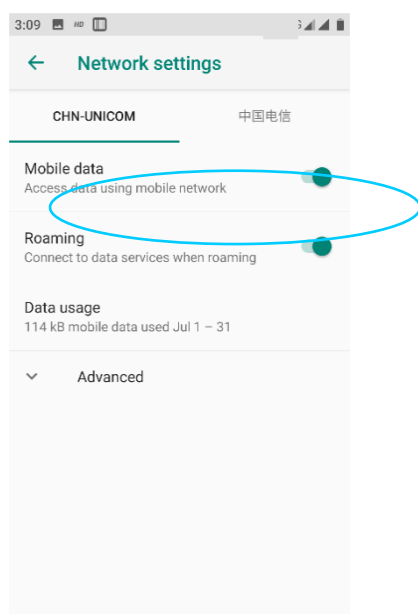 3:09 HD
Network settings
CHN-UNICOM 中国电信
Mobile data
Access data using mobile network
Roaming
Connect to data services when roaming
Data usage
114 kB mobile data used Jul 1 – 31
Advanced